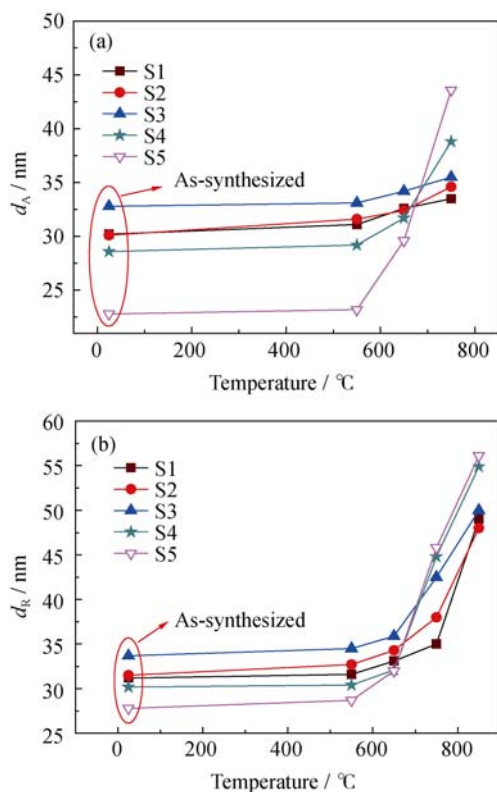 50
(a)
45
S1
S2
40
S3
S4
35
S5
As-synthesized
30
25
0 200 400 600 800
Temperature / °C
d_A / nm
60
(b)
55
S1
50
S2
S3
45
S4
40
S5
As-synthesized
35
30
25
0 200 400 600 800
Temperature / °C
d_R / nm